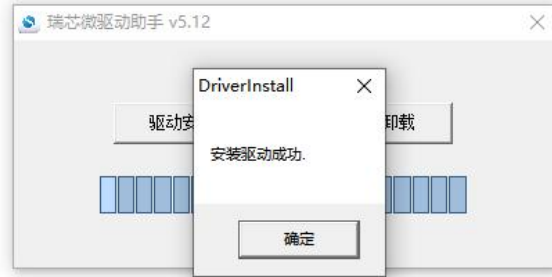 瑞芯微驱动助手 v5.12
DriverInstall
驱动安
卸载
安装驱动成功.
确定